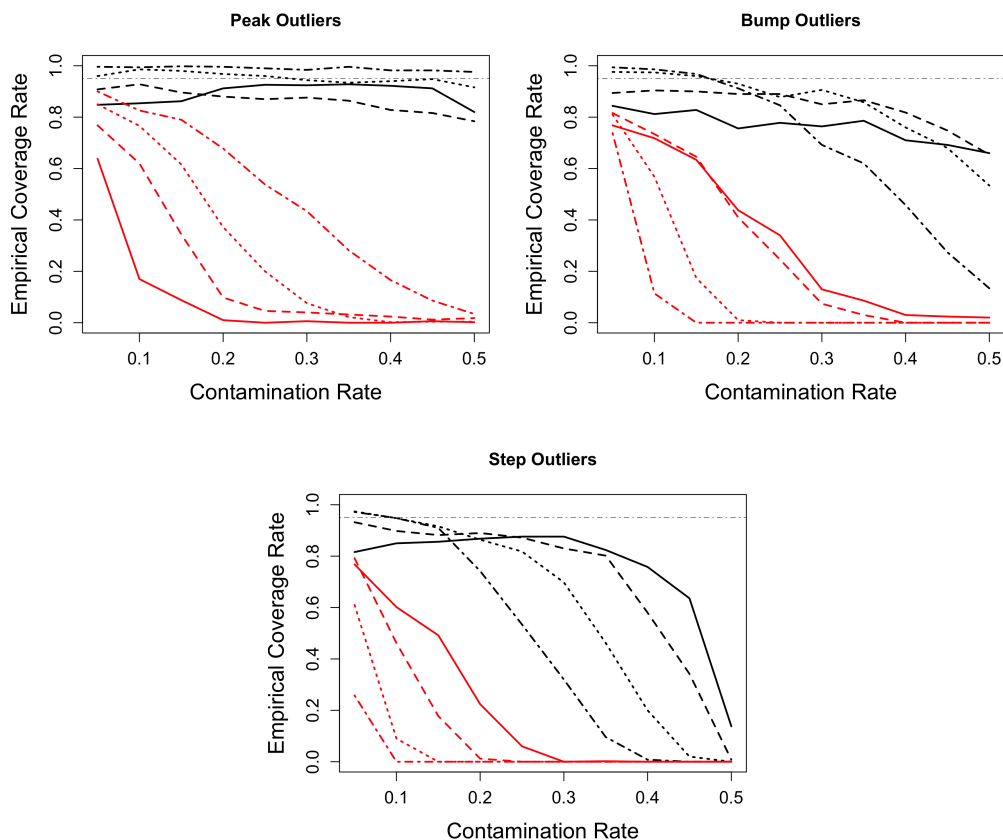 Peak Outliers
Empirical Coverage Rate
0.0 0.2 0.4 0.6 0.8 1.0
0.1 0.2 0.3 0.4 0.5
Contamination Rate
Bump Outliers
Empirical Coverage Rate
0.0 0.2 0.4 0.6 0.8 1.0
0.1 0.2 0.3 0.4 0.5
Contamination Rate
Step Outliers
Empirical Coverage Rate
0.0 0.2 0.4 0.6 0.8 1.0
0.1 0.2 0.3 0.4 0.5
Contamination Rate